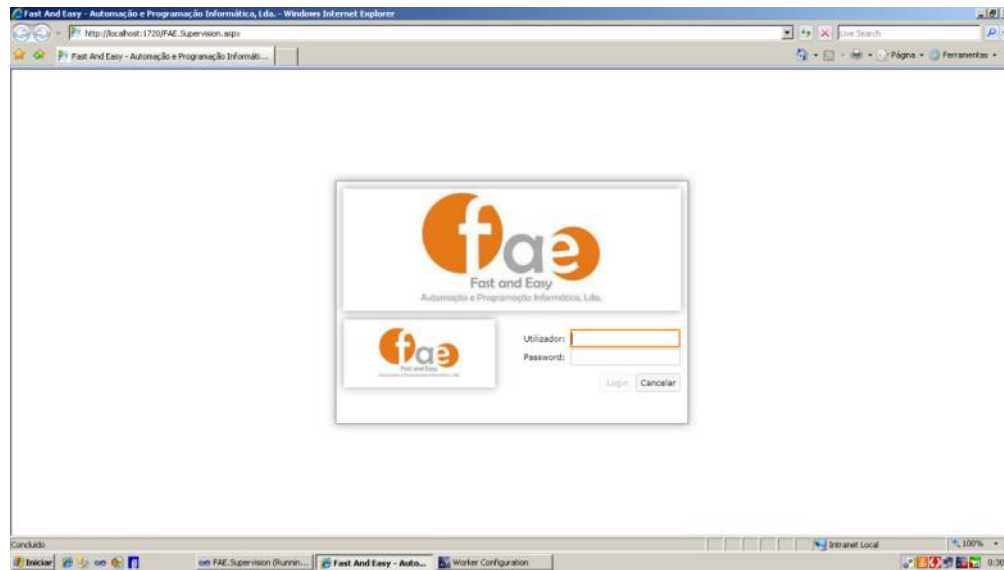 Fast And Easy - Automação e Programação Informática, Lda. - Windows Internet Explorer
http://localhost:1720/FAE.Supervision.aspx
Live Search
Fast And Easy - Automação e Programação Informáti...
Página
Ferramentas
fae
Fast and Easy
Automação e Programação Informática, Lda.
fae
Fast and Easy
Utilizador:
Password:
Login
Cancelar
Concluído
Intranet Local
100%
Iniciar
FAE.Supervision (Runnin...
Fast And Easy - Auto...
Worker Configuration